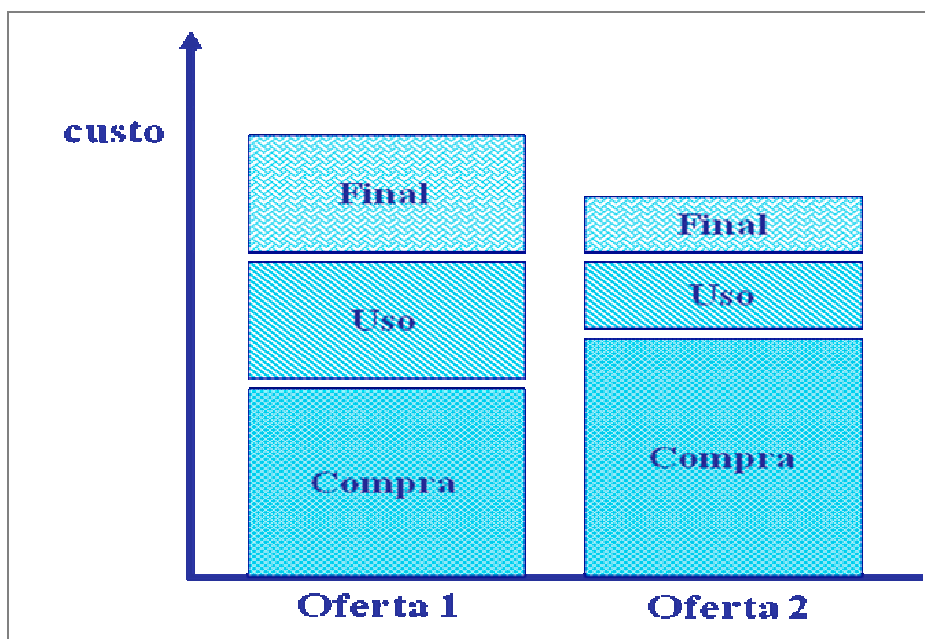 custo
Final
Final
Uso
Uso
Compra
Compra
Oferta 1
Oferta 2